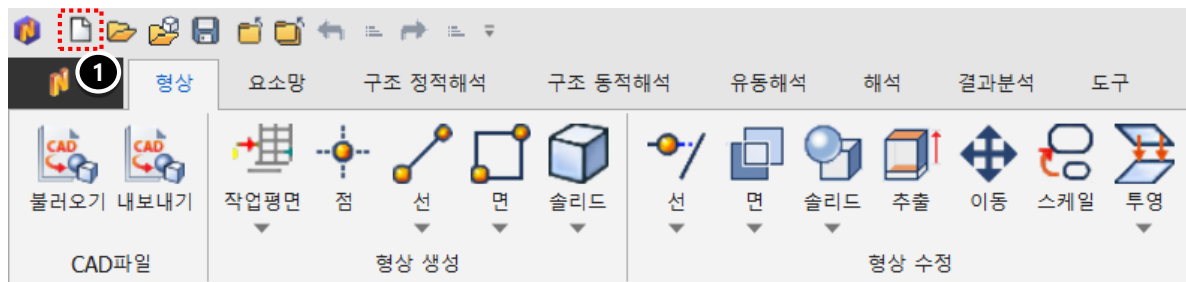 1
형상 요소망 구조 정적해석 구조 동적해석 유동해석 해석 결과분석 도구
CAD CAD
불러오기 내보내기 작업평면 점 선 면 솔리드 선 면 솔리드 추출 이동 스케일 투영
CAD파일 형상 생성 형상 수정